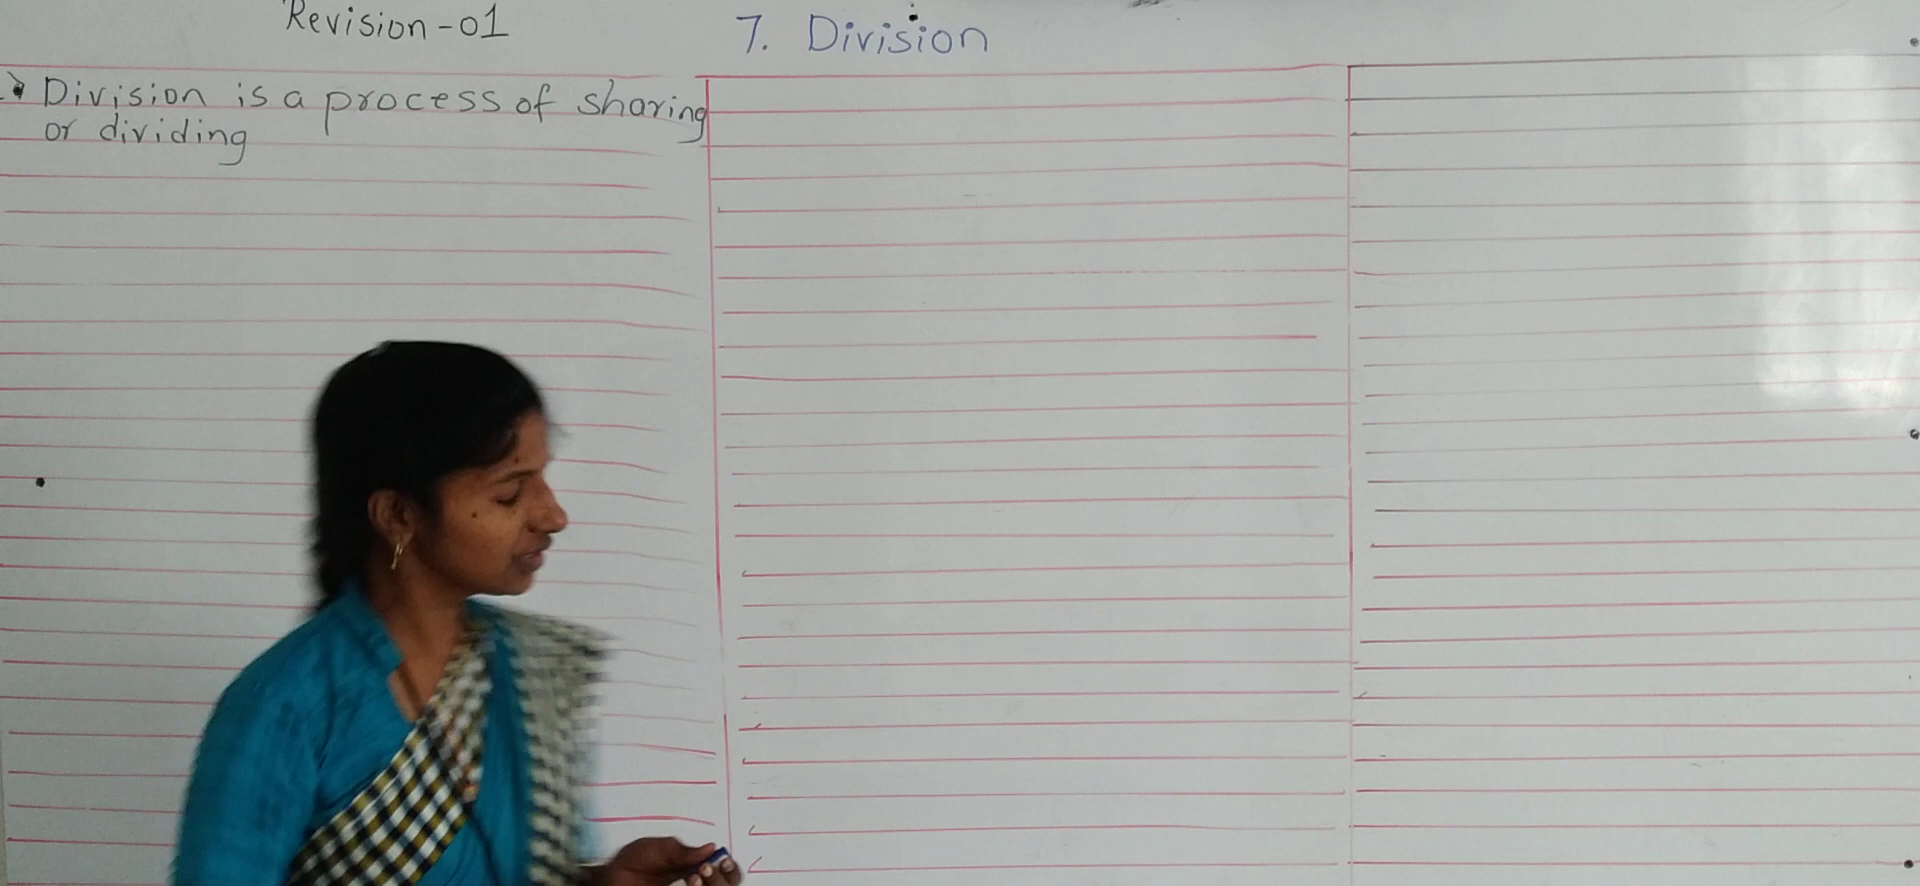 Revision-01
7. Division
Division is a process of sharing
or dividing